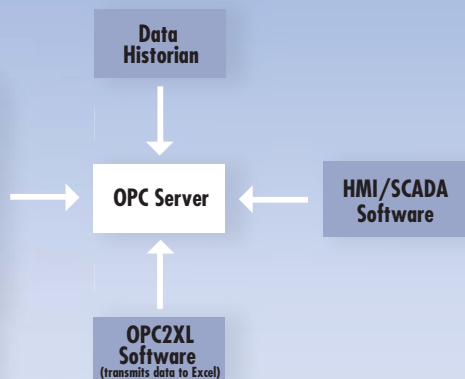 Data
Historian
OPC Server
HMI/SCADA
Software
OPC2XL
Software
(transmits data to Excel)